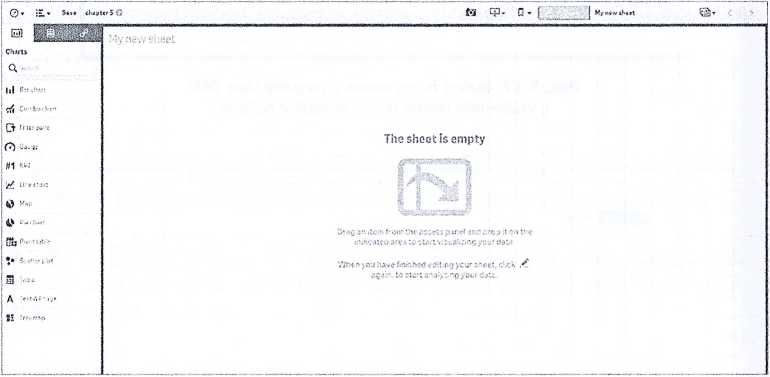 Save chapter 5
My new sheet
My new sheet
Charts
Search
Bar chart
Combo chart
Filter pane
Gauge
#1 KPI
Line chart
Map
Pie chart
Pivot table
Scatter plot
Table
Text & image
Treemap
The sheet is empty
Drag an item from the assets panel and drop it on the
indicated area to start visualizing your data.
When you have finished editing your sheet, click
again, to start analyzing your data.